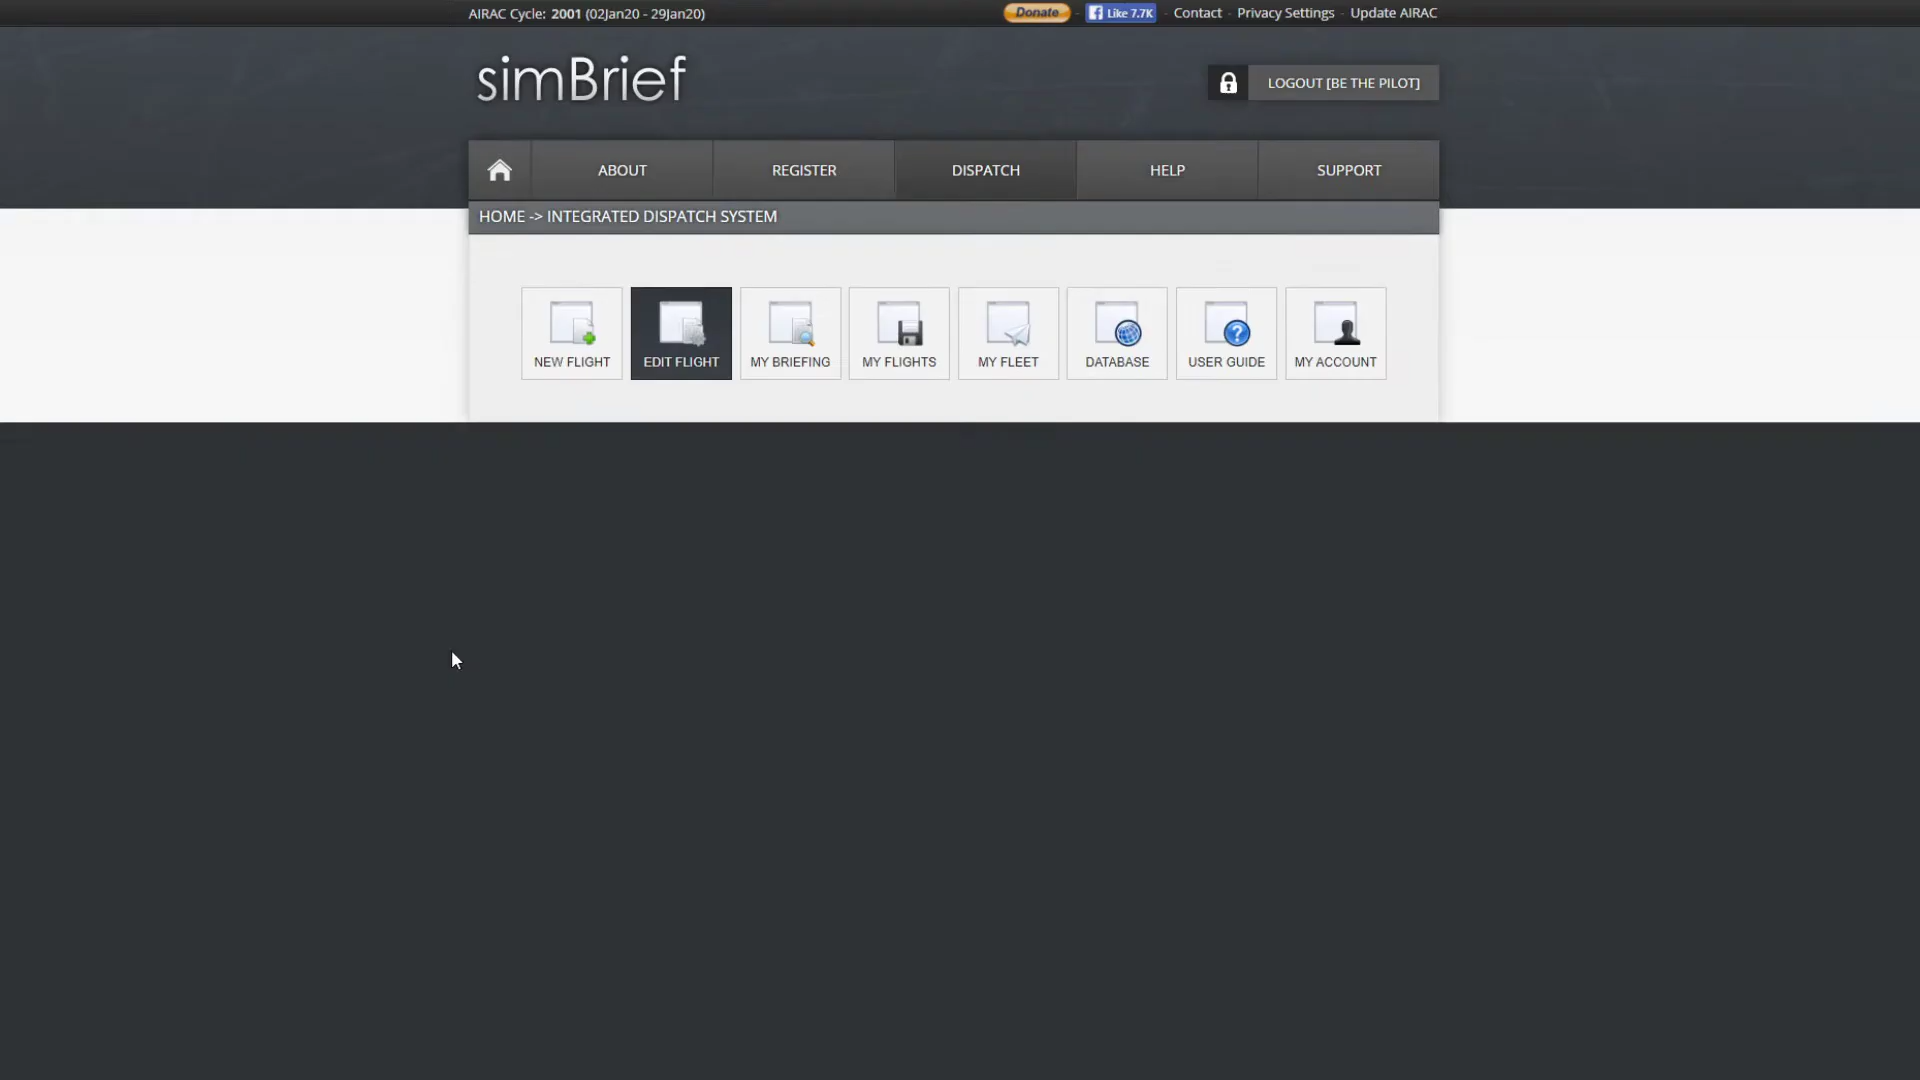 AIRAC Cycle: 2001 (02Jan20 - 29Jan20)
Donate - Like 7.7K - Contact - Privacy Settings - Update AIRAC
simBrief
LOGOUT [BE THE PILOT]
ABOUT REGISTER DISPATCH HELP SUPPORT
HOME -> INTEGRATED DISPATCH SYSTEM
NEW FLIGHT EDIT FLIGHT MY BRIEFING MY FLIGHTS MY FLEET DATABASE USER GUIDE MY ACCOUNT